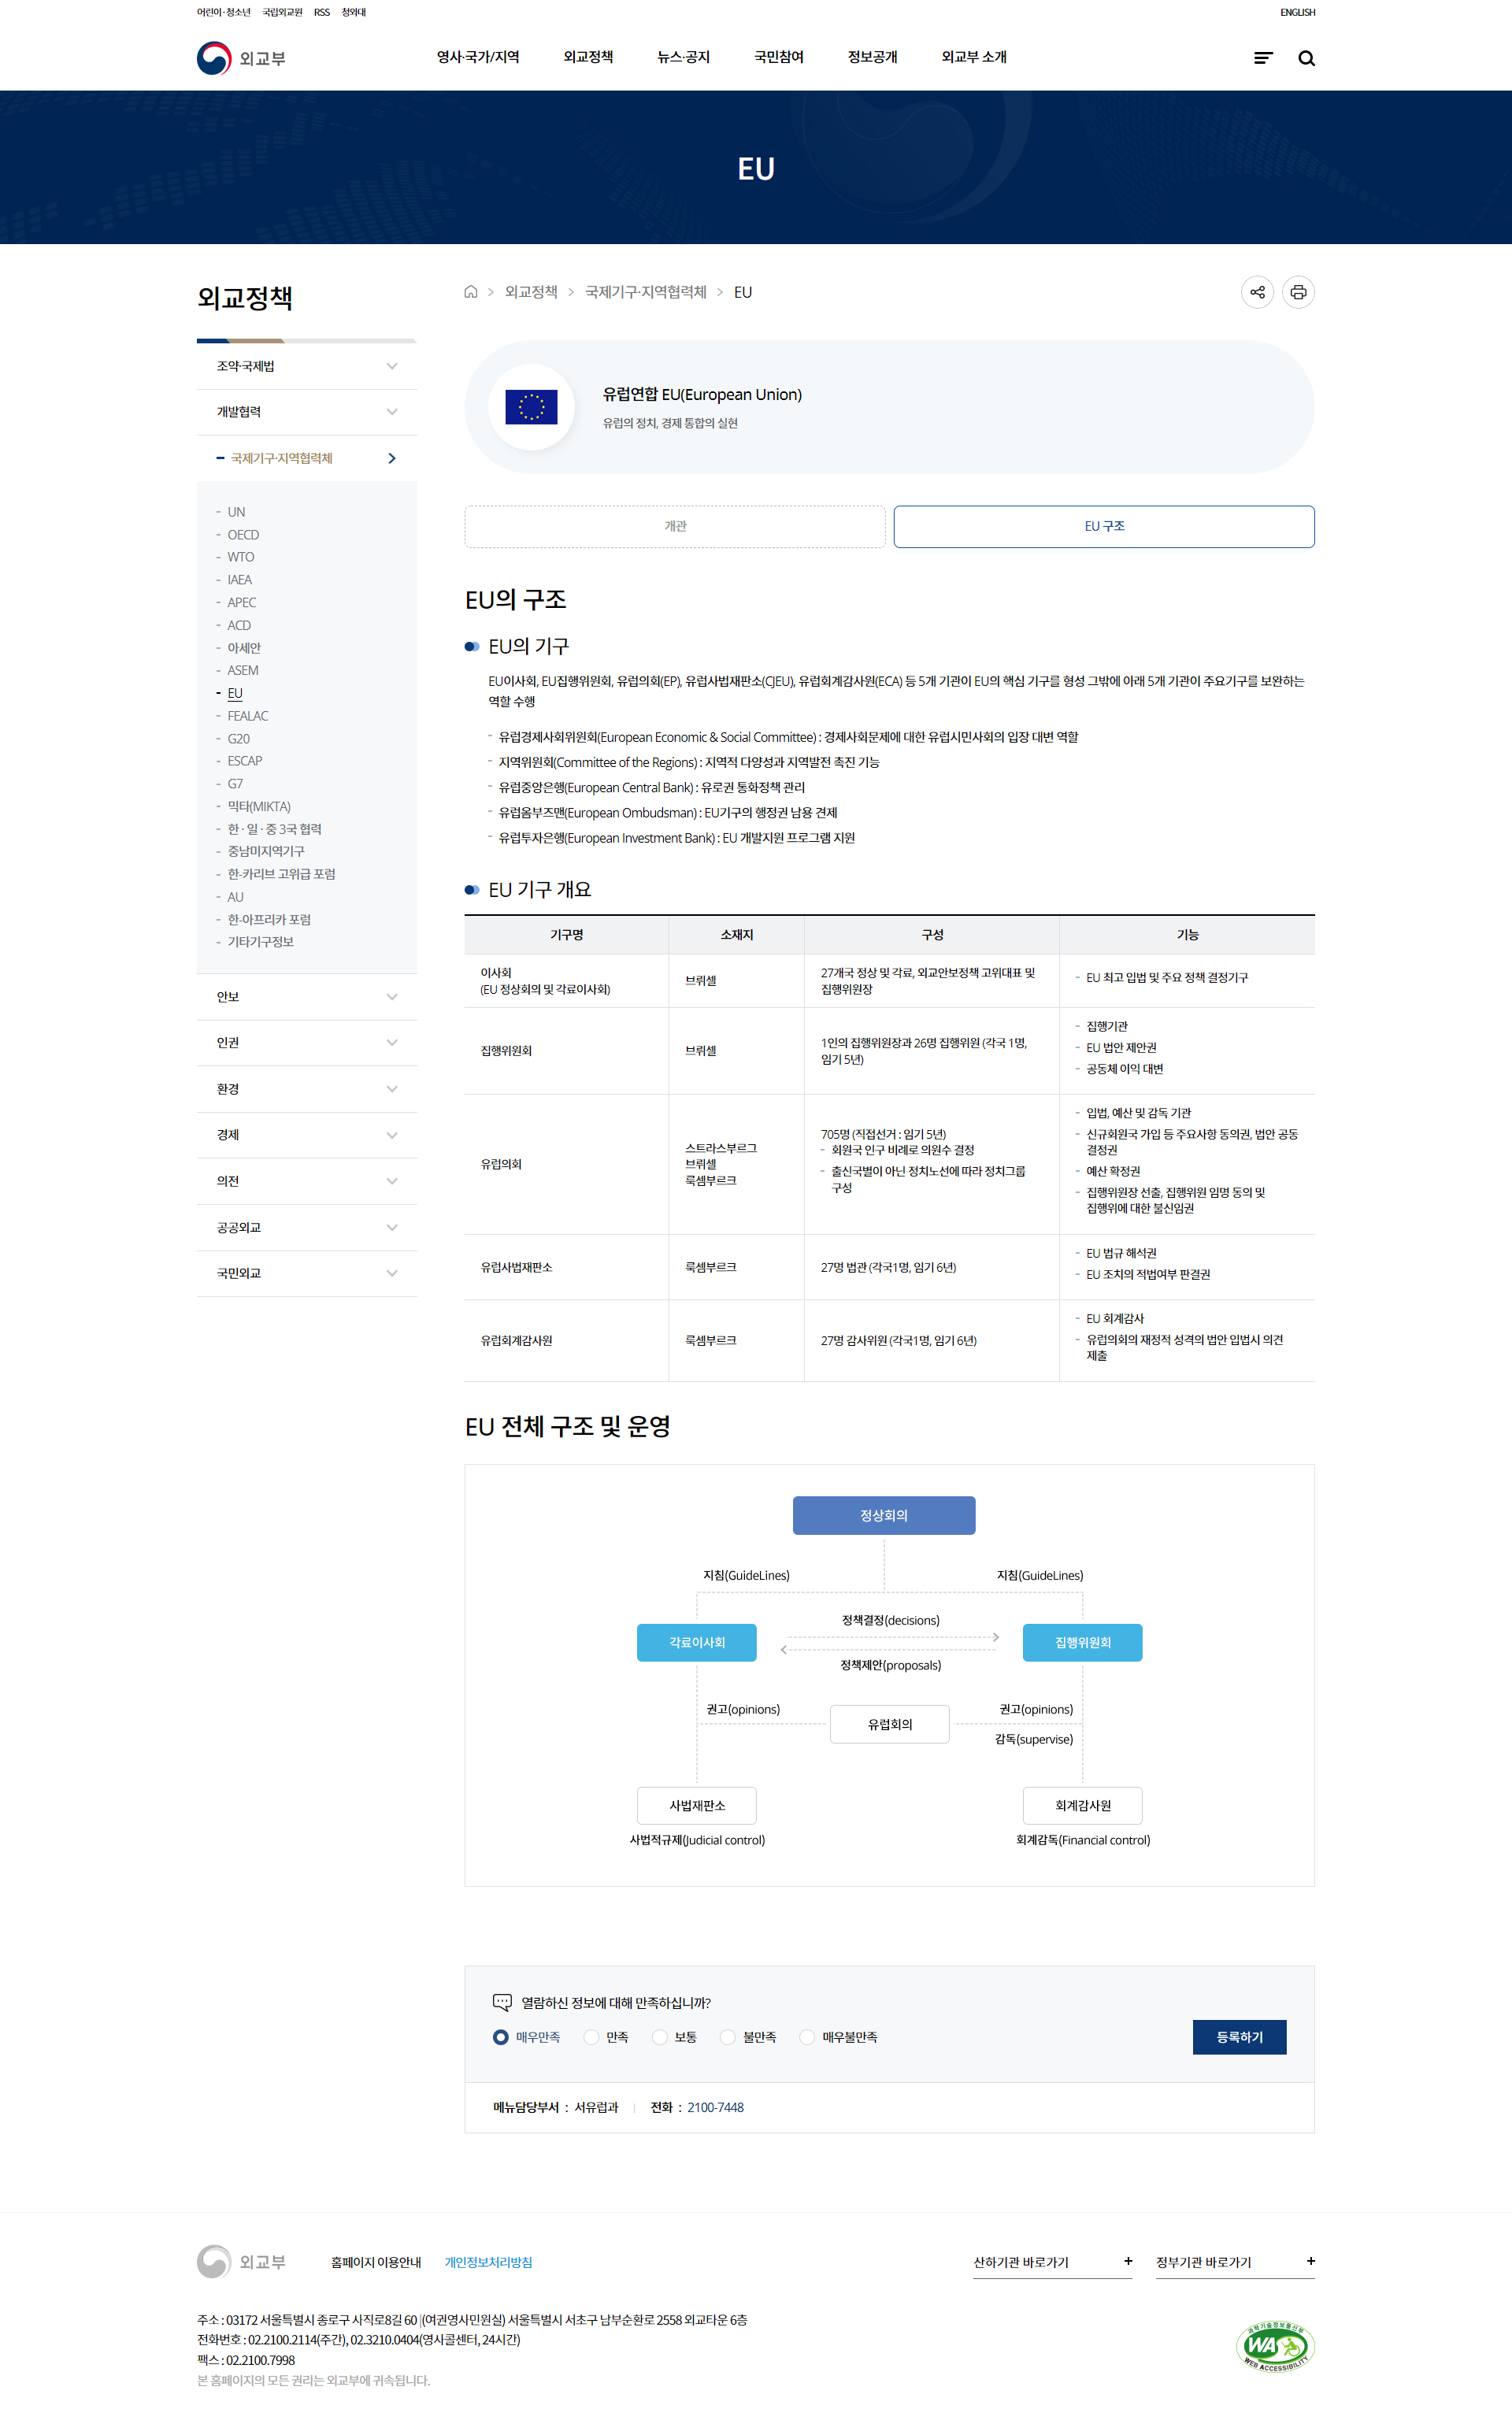 어린이·청소년 국립외교원 RSS 청와대 ENGLISH
외교부 영사·국가/지역 외교정책 뉴스·공지 국민참여 정보공개 외교부 소개
EU
외교정책
조약·국제법
개발협력
국제기구·지역협력체
- UN
- OECD
- WTO
- IAEA
- APEC
- ACD
- 아세안
- ASEM
- EU
- FEALAC
- G20
- ESCAP
- G7
- 믹타(MIKTA)
- 한·일·중 3국 협력
- 중남미지역기구
- 한-카리브 고위급 포럼
- AU
- 한-아프리카 포럼
- 기타기구정보
안보
인권
환경
경제
의전
공공외교
국민외교
> 외교정책 > 국제기구·지역협력체 > EU
유럽연합 EU(European Union)
유럽의 정치, 경제 통합의 실현
개관 EU 구조
EU의 구조
EU의 기구
EU이사회, EU집행위원회, 유럽의회(EP), 유럽사법재판소(CJEU), 유럽회계감사원(ECA) 등 5개 기관이 EU의 핵심 기구를 형성 그밖에 아래 5개 기관이 주요기구를 보완하는
역할 수행
- 유럽경제사회위원회(European Economic & Social Committee) : 경제사회문제에 대한 유럽시민사회의 입장 대변 역할
- 지역위원회(Committee of the Regions) : 지역적 다양성과 지역발전 촉진 기능
- 유럽중앙은행(European Central Bank) : 유로권 통화정책 관리
- 유럽옴부즈맨(European Ombudsman) : EU기구의 행정권 남용 견제
- 유럽투자은행(European Investment Bank) : EU 개발지원 프로그램 지원
EU 기구 개요
기구명 소재지 구성 기능
이사회
(EU 정상회의 및 각료이사회)
브뤼셀
27개국 정상 및 각료, 외교안보정책 고위대표 및
집행위원장
- EU 최고 입법 및 주요 정책 결정기구
집행위원회
브뤼셀
1인의 집행위원장과 26명 집행위원 (각국 1명,
임기 5년)
- 집행기관
- EU 법안 제안권
- 공동체 이익 대변
유럽의회
스트라스부르그
브뤼셀
룩셈부르크
705명 (직접선거 : 임기 5년)
- 회원국 인구 비례로 의원수 결정
- 출신국별이 아닌 정치노선에 따라 정치그룹
구성
- 입법, 예산 및 감독 기관
- 신규회원국 가입 등 주요사항 동의권, 법안 공동
결정권
- 예산 확정권
- 집행위원장 선출, 집행위원 임명 동의 및
집행위에 대한 불신임권
유럽사법재판소
룩셈부르크
27명 법관 (각국1명, 임기 6년)
- EU 법규 해석권
- EU 조치의 적법여부 판결권
유럽회계감사원
룩셈부르크
27명 감사위원 (각국1명, 임기 6년)
- EU 회계감사
- 유럽의회의 재정적 성격의 법안 입법시 의견
제출
EU 전체 구조 및 운영
정상회의
지침(GuideLines) 지침(GuideLines)
정책결정(decisions)
각료이사회 집행위원회
정책제안(proposals)
권고(opinions) 권고(opinions)
유럽회의
감독(supervise)
사법재판소 회계감사원
사법적규제(Judicial control) 회계감독(Financial control)
열람하신 정보에 대해 만족하십니까?
매우만족 만족 보통 불만족 매우불만족 등록하기
메뉴담당부서 : 서유럽과 전화 : 2100-7448
외교부 홈페이지 이용안내 개인정보처리방침 산하기관 바로가기 + 정부기관 바로가기 +
주소 : 03172 서울특별시 종로구 사직로8길 60 |(여권영사민원실) 서울특별시 서초구 남부순환로 2558 외교타운 6층
전화번호 : 02.2100.2114(주간), 02.3210.0404(영사콜센터, 24시간)
팩스 : 02.2100.7998
본 홈페이지의 모든 권리는 외교부에 귀속됩니다.
과학기술정보통신부
WA
WEB ACCESSIBILITY